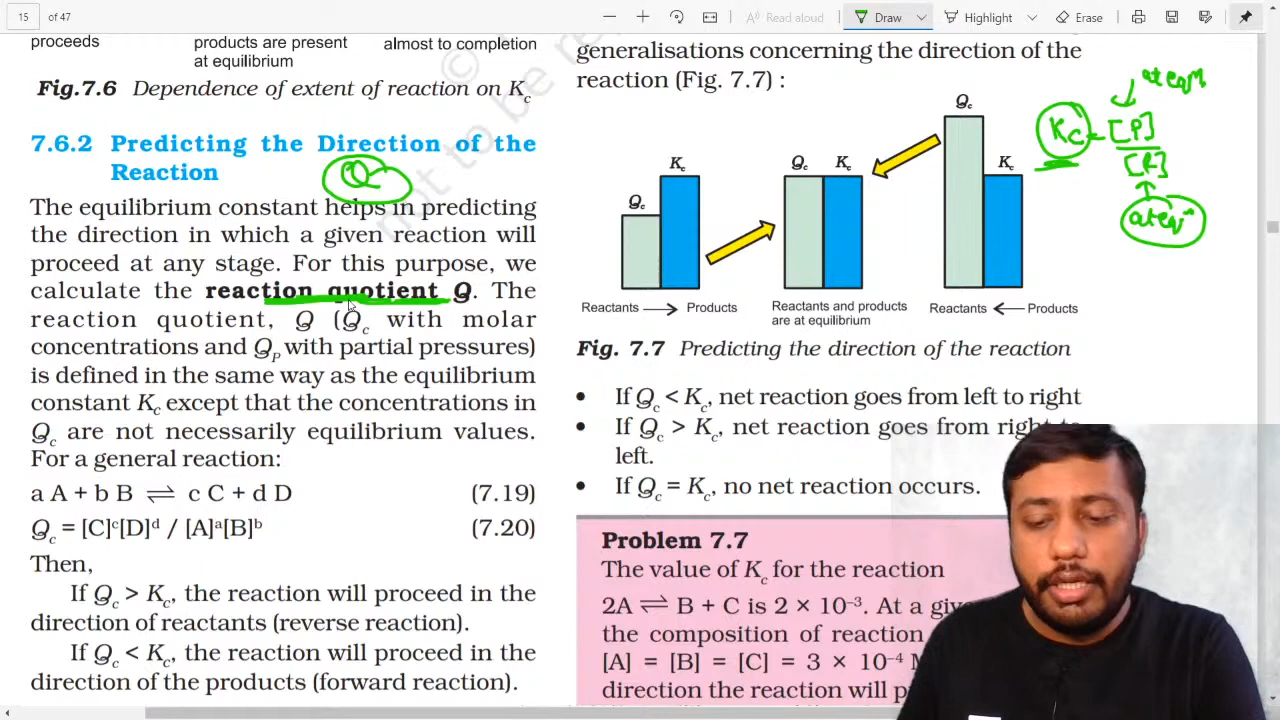 15 of 47
Read aloud
Draw
Highlight
Erase
proceeds
products are present
at equilibrium
almost to completion
Fig.7.6 Dependence of extent of reaction on Kc
7.6.2 Predicting the Direction of the
Reaction
Qc
The equilibrium constant helps in predicting
the direction in which a given reaction will
proceed at any stage. For this purpose, we
calculate the reaction quotient Q. The
reaction quotient, Q (Qc with molar
concentrations and QP with partial pressures)
is defined in the same way as the equilibrium
constant Kc except that the concentrations in
Qc are not necessarily equilibrium values.
For a general reaction:
a A + b B ⇌ c C + d D (7.19)
Qc = [C]ᶜ[D]ᵈ / [A]ᵃ[B]ᵇ (7.20)
Then,
If Qc > Kc, the reaction will proceed in the
direction of reactants (reverse reaction).
If Qc < Kc, the reaction will proceed in the
direction of the products (forward reaction).
© not to be re
generalisations concerning the direction of the
reaction (Fig. 7.7) :
Qc Kc
Reactants → Products
Qc Kc
Reactants and products
are at equilibrium
Qc Kc
Reactants ← Products
at eqm
Kc = [P]
[R]
at eqm
Fig. 7.7 Predicting the direction of the reaction
• If Qc < Kc, net reaction goes from left to right
• If Qc > Kc, net reaction goes from right to
left.
• If Qc = Kc, no net reaction occurs.
Problem 7.7
The value of Kc for the reaction
2A ⇌ B + C is 2 × 10⁻³. At a give
the composition of reaction
[A] = [B] = [C] = 3 × 10⁻⁴ M
direction the reaction will p